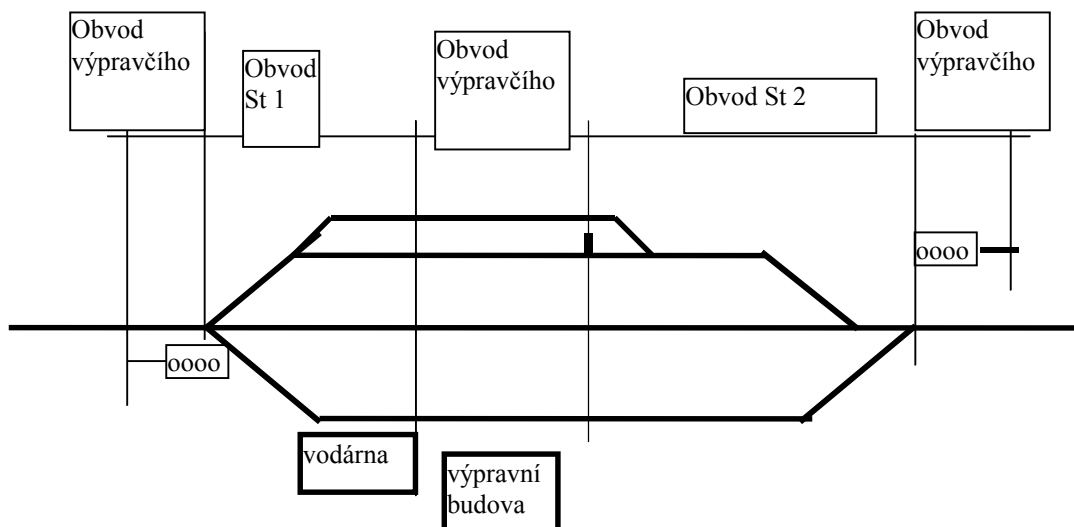 Obvod
výpravčího
Obvod
St 1
Obvod
výpravčího
Obvod St 2
Obvod
výpravčího
oooo
oooo
vodárna
výpravní
budova